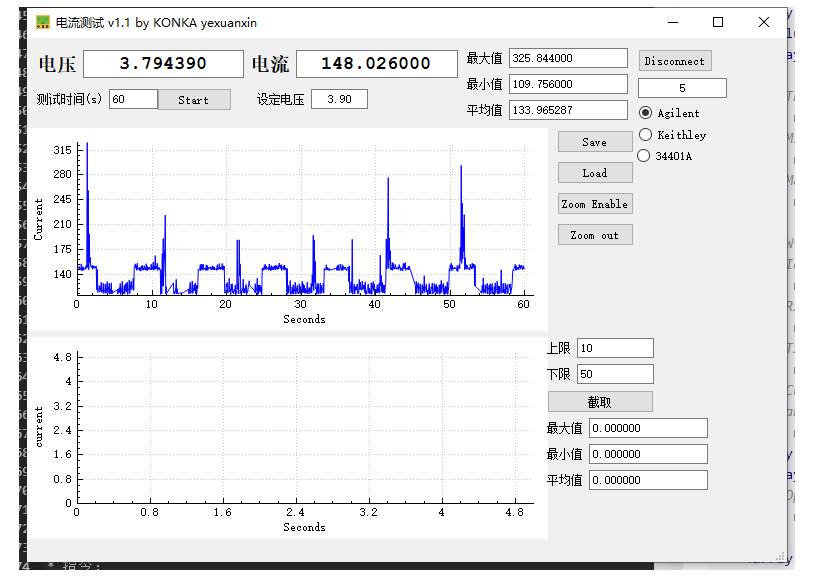 电流测试 v1.1 by KONKA yexuanxin
电压 3.794390 电流 148.026000
最大值 325.844000
最小值 109.756000
平均值 133.965287
测试时间(s) 60 Start 设定电压 3.90
Disconnect
5
Agilent
Keithley
34401A
Save
Load
Zoom Enable
Zoom out
Current
315
280
245
210
175
140
0 10 20 30 40 50 60
Seconds
current
4.8
4
3.2
2.4
1.6
0.8
0
0 0.8 1.6 2.4 3.2 4 4.8
Seconds
上限 10
下限 50
截取
最大值 0.000000
最小值 0.000000
平均值 0.000000
74 * 指令: